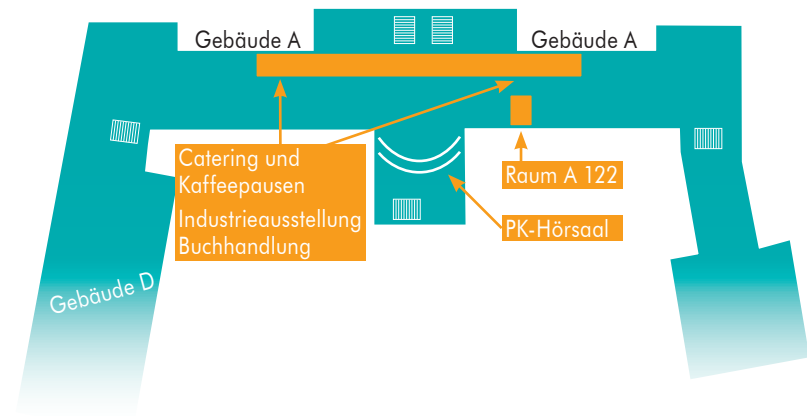 Gebäude A
Gebäude A
Catering und
Kaffeepausen
Industrieausstellung
Buchhandlung
Raum A 122
PK-Hörsaal
Gebäude D